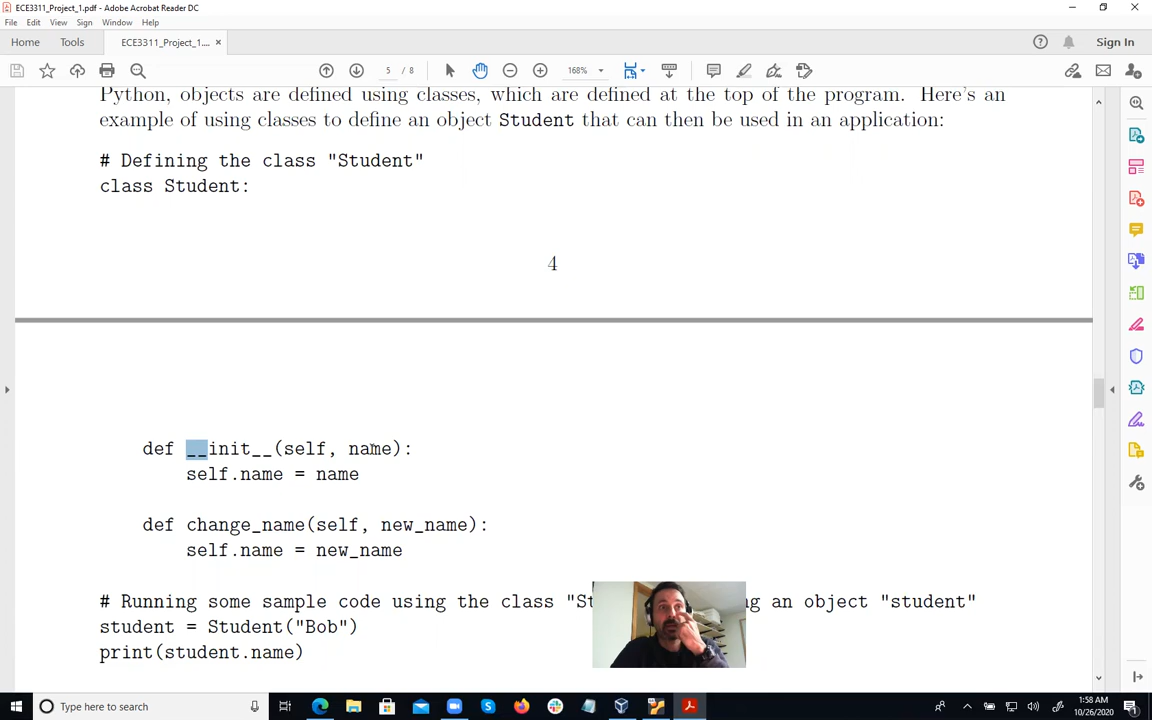 ECE3311_Project_1.pdf - Adobe Acrobat Reader DC
File Edit View Sign Window Help
Home Tools ECE3311_Project_1.... × Sign In
5 / 8 168%
Python, objects are defined using classes, which are defined at the top of the program. Here's an
example of using classes to define an object Student that can then be used in an application:
# Defining the class "Student"
class Student:
4
def __init__(self, name):
self.name = name
def change_name(self, new_name):
self.name = new_name
# Running some sample code using the class "St ng an object "student"
student = Student("Bob")
print(student.name)
Type here to search
1:58 AM
10/26/2020